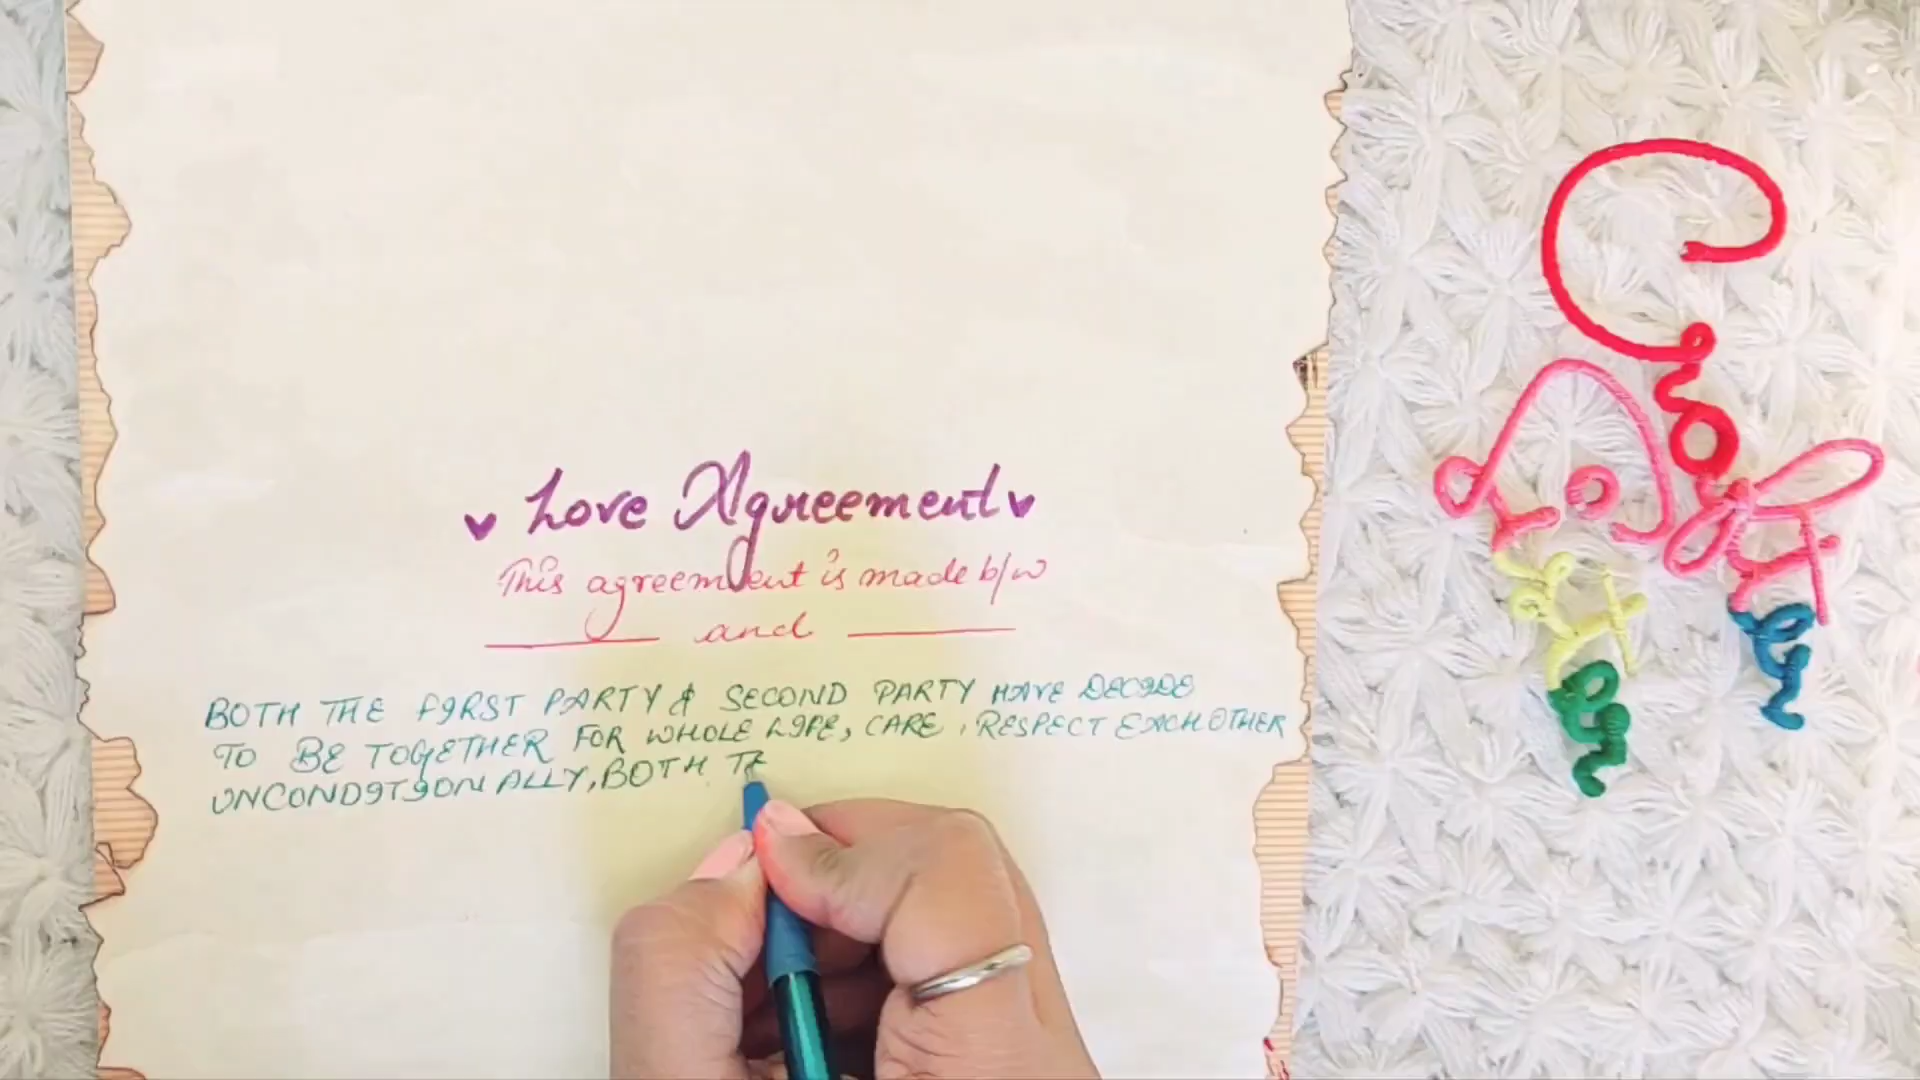 Love Agreement
This agreement is made b/w
and
BOTH THE FIRST PARTY & SECOND PARTY HAVE DECIDE
TO BE TOGETHER FOR WHOLE LIFE, CARE, RESPECT EACH OTHER
UNCONDITIONALLY, BOTH TH